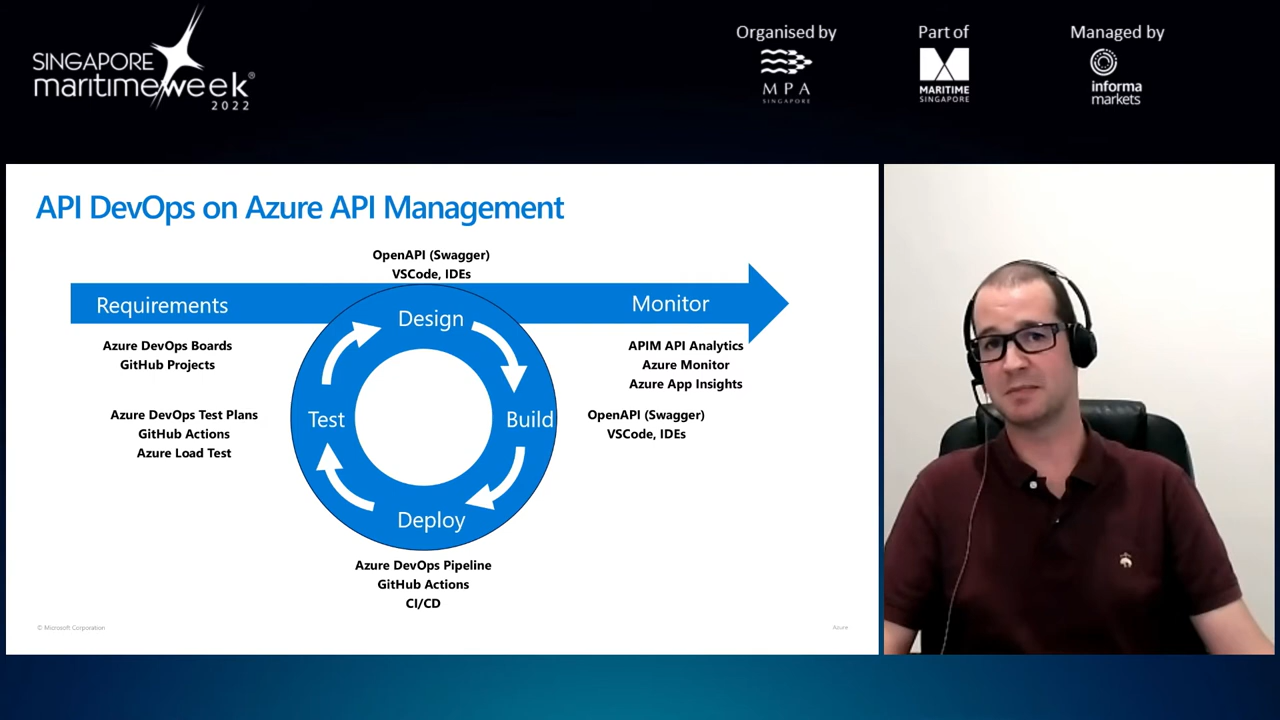 SINGAPORE
maritimeweek®
2022
Organised by
MPA
SINGAPORE
Part of
MARITIME
SINGAPORE
Managed by
informa
markets
API DevOps on Azure API Management
OpenAPI (Swagger)
VSCode, IDEs
Requirements
Design
Monitor
Azure DevOps Boards
GitHub Projects
APIM API Analytics
Azure Monitor
Azure App Insights
Azure DevOps Test Plans
GitHub Actions
Azure Load Test
Test
Build
OpenAPI (Swagger)
VSCode, IDEs
Deploy
Azure DevOps Pipeline
GitHub Actions
CI/CD
© Microsoft Corporation
Azure